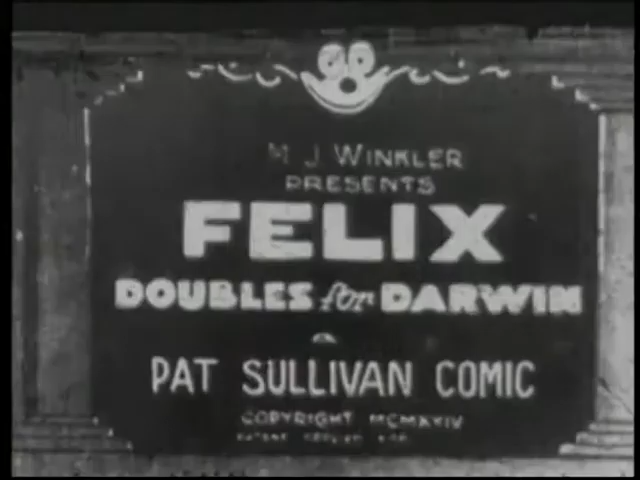 M. J. WINKLER
PRESENTS
FELIX
DOUBLES for DARWIN
A
PAT SULLIVAN COMIC
COPYRIGHT MCMXXIV